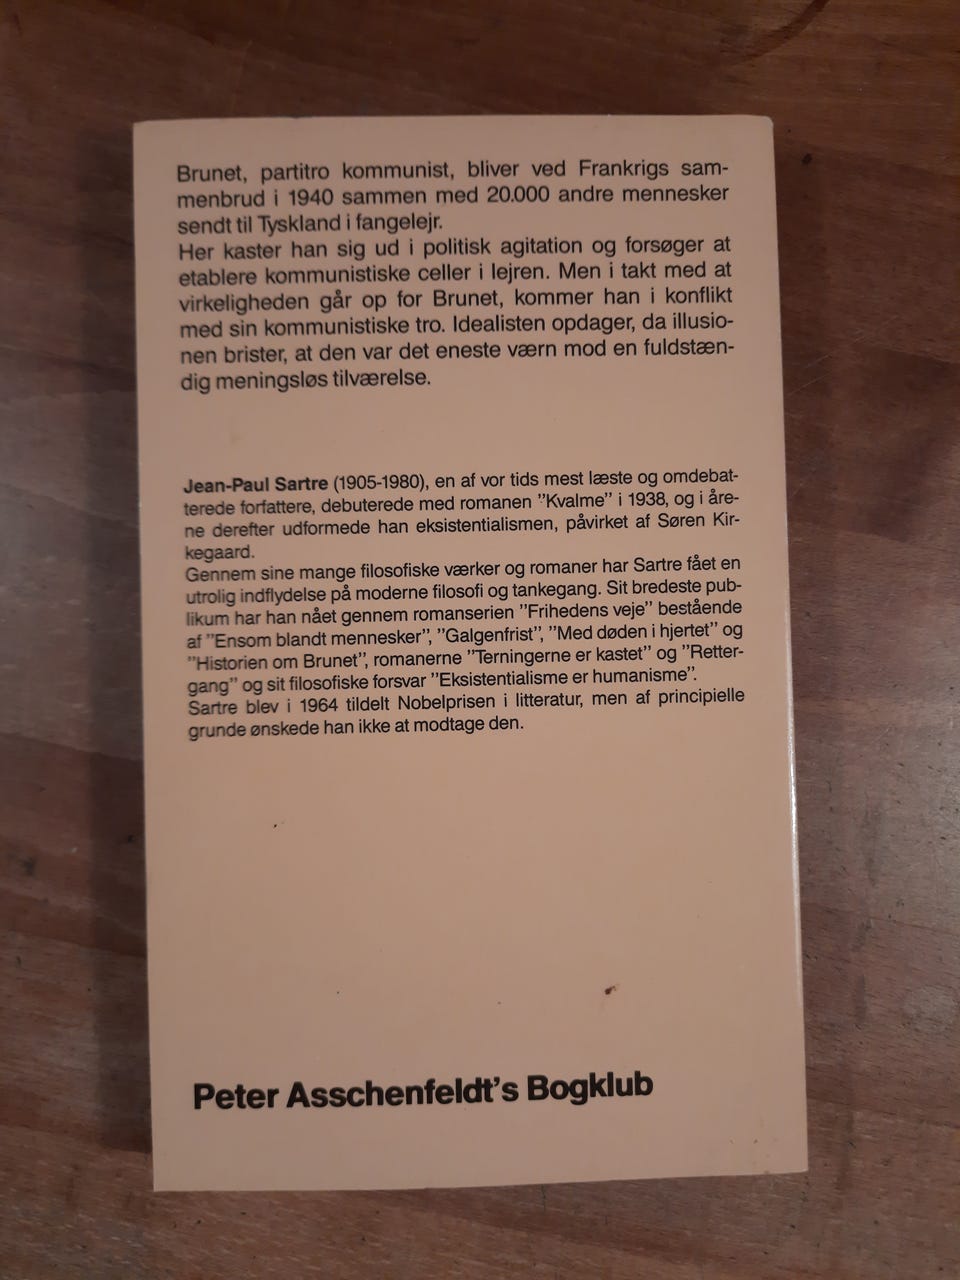 Brunet, partitro kommunist, bliver ved Frankrigs sam-
menbrud i 1940 sammen med 20.000 andre mennesker
sendt til Tyskland i fangelejr.
Her kaster han sig ud i politisk agitation og forsøger at
etablere kommunistiske celler i lejren. Men i takt med at
virkeligheden går op for Brunet, kommer han i konflikt
med sin kommunistiske tro. Idealisten opdager, da illusio-
nen brister, at den var det eneste værn mod en fuldstæn-
dig meningsløs tilværelse.
Jean-Paul Sartre (1905-1980), en af vor tids mest læste og omdebat-
terede forfattere, debuterede med romanen ”Kvalme” i 1938, og i åre-
ne derefter udformede han eksistentialismen, påvirket af Søren Kir-
kegaard.
Gennem sine mange filosofiske værker og romaner har Sartre fået en
utrolig indflydelse på moderne filosofi og tankegang. Sit bredeste pub-
likum har han nået gennem romanserien ”Frihedens veje” bestående
af ”Ensom blandt mennesker”, ”Galgenfrist”, ”Med døden i hjertet” og
”Historien om Brunet”, romanerne ”Terningerne er kastet” og ”Retter-
gang” og sit filosofiske forsvar ”Eksistentialisme er humanisme”.
Sartre blev i 1964 tildelt Nobelprisen i litteratur, men af principielle
grunde ønskede han ikke at modtage den.
Peter Asschenfeldt's Bogklub